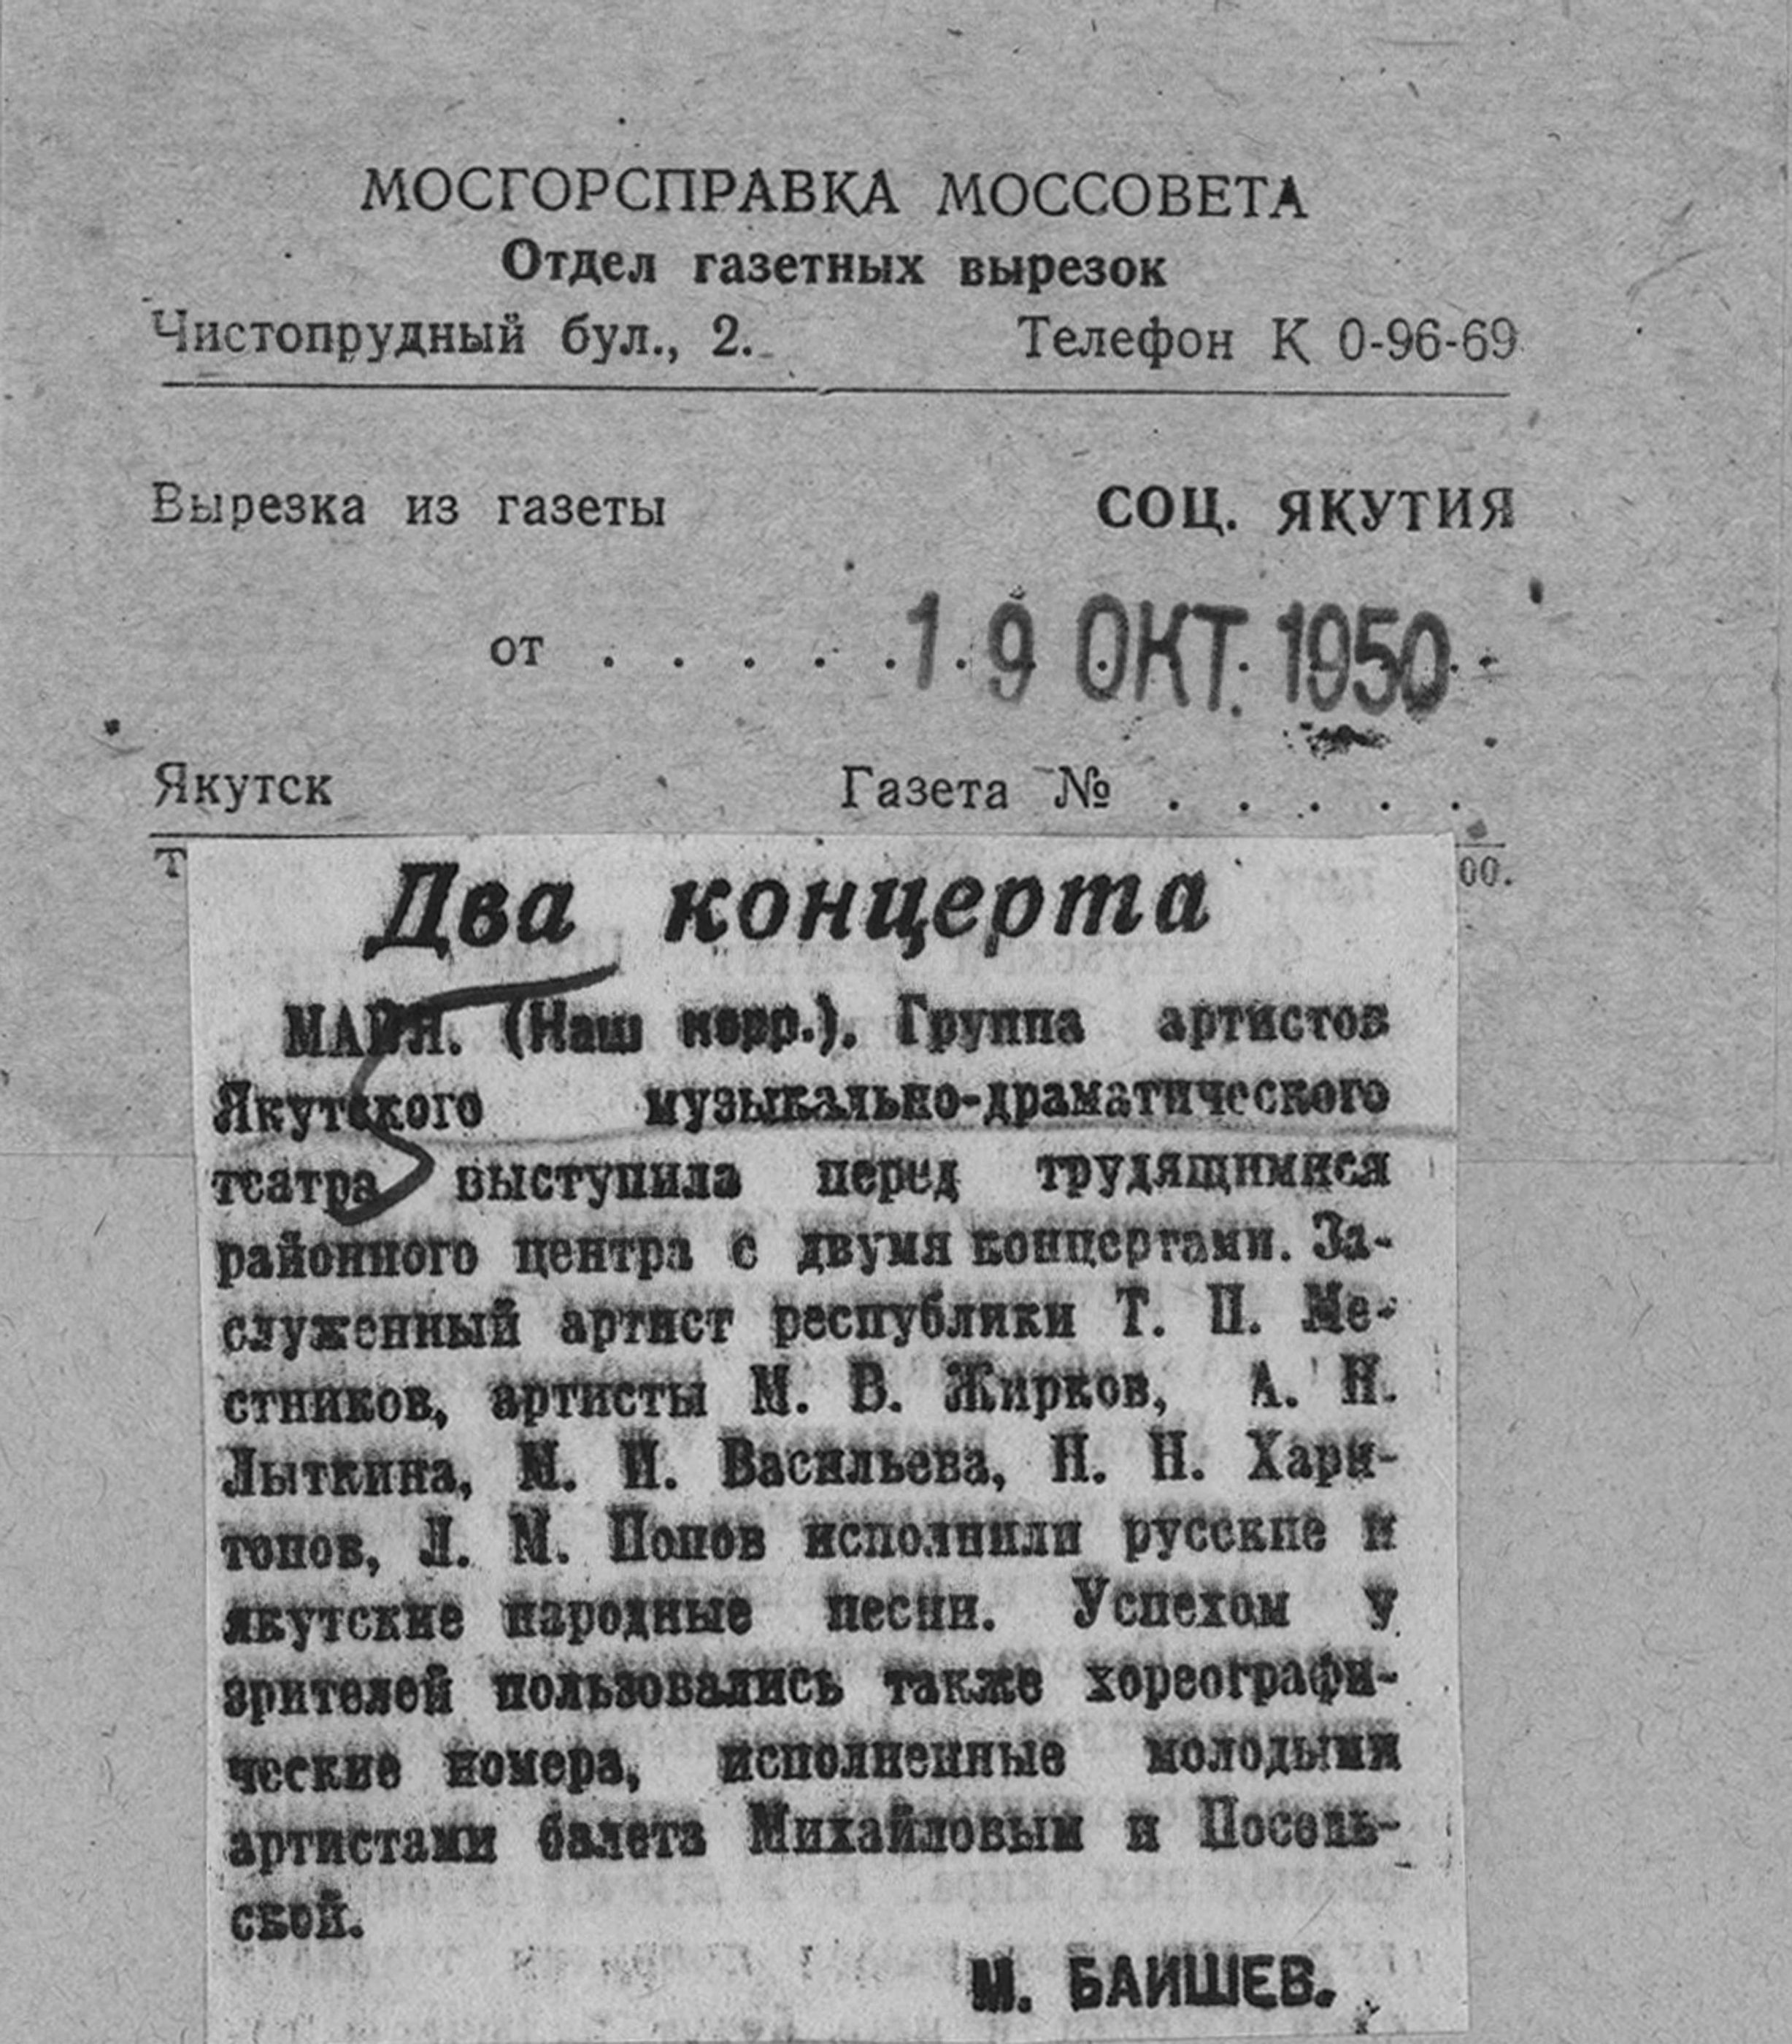 МОСГОРСПРАВКА МОССОВЕТА
Отдел газетных вырезок
Чистопрудный бул., 2. Телефон К 0-96-69
Вырезка из газеты СОЦ. ЯКУТИЯ
от . . . . . 19 ОКТ. 1950
Якутск Газета № . . . . .
Т 00.
Два концерта
МАЙЯ. (Наш корр.). Группа артистов
Якутского музыкально-драматического
театра выступила перед трудящимися
районного центра с двумя концертами. За-
служенный артист республики Т. П. Ме-
стников, артисты М. В. Жирков, А. Н.
Лыткина, М. И. Васильева, Н. Н. Хари-
тонов, Л. М. Попов исполнили русские и
якутские народные песни. Успехом у
зрителей пользовались также хореографи-
ческие номера, исполненные молодыми
артистами балета Михайловым и Посель-
ской.
М. БАИШЕВ.